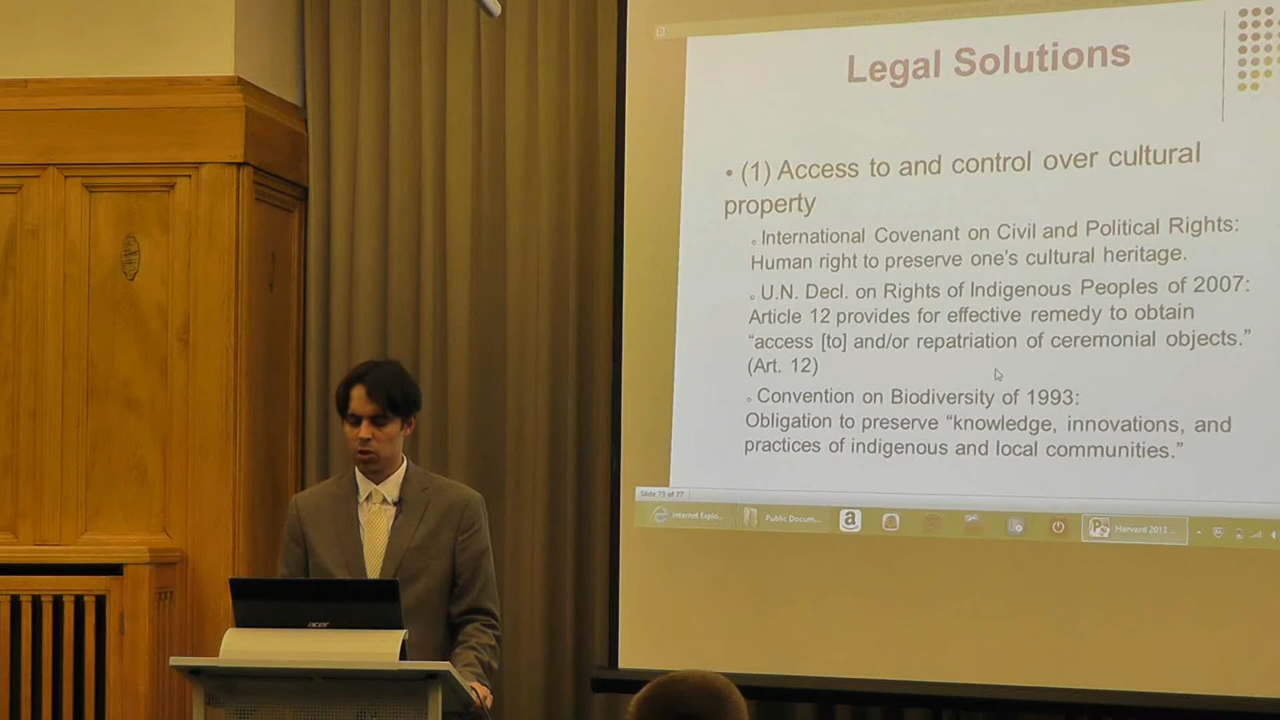 Legal Solutions
• (1) Access to and control over cultural
property
◦ International Covenant on Civil and Political Rights:
Human right to preserve one's cultural heritage.
◦ U.N. Decl. on Rights of Indigenous Peoples of 2007:
Article 12 provides for effective remedy to obtain
"access [to] and/or repatriation of ceremonial objects."
(Art. 12)
◦ Convention on Biodiversity of 1993:
Obligation to preserve "knowledge, innovations, and
practices of indigenous and local communities."
Slide 73 of 77
Internet Explo... Public Docum... a Harvard 2013 ...
acer